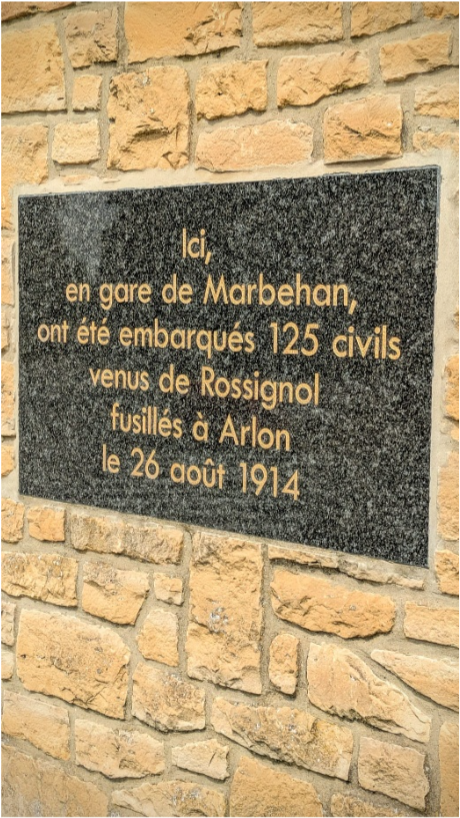 Ici,
en gare de Marbehan,
ont été embarqués 125 civils
venus de Rossignol
fusillés à Arlon
le 26 août 1914